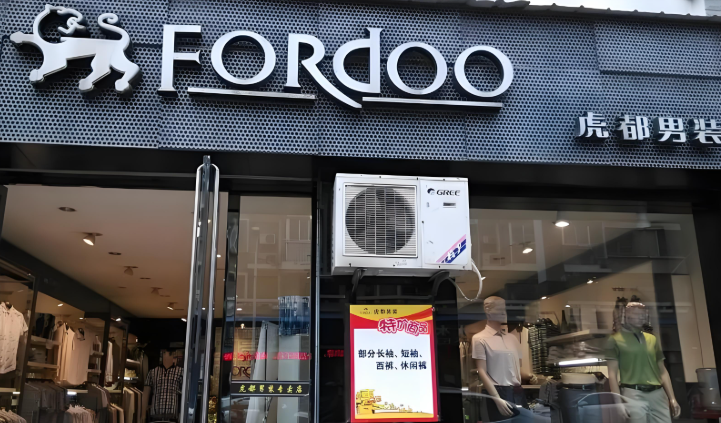 FORDOO
虎都男装
GREE
虎都男装
特价商品
部分长袖、短袖、
西裤、休闲裤
虎都男装专卖店